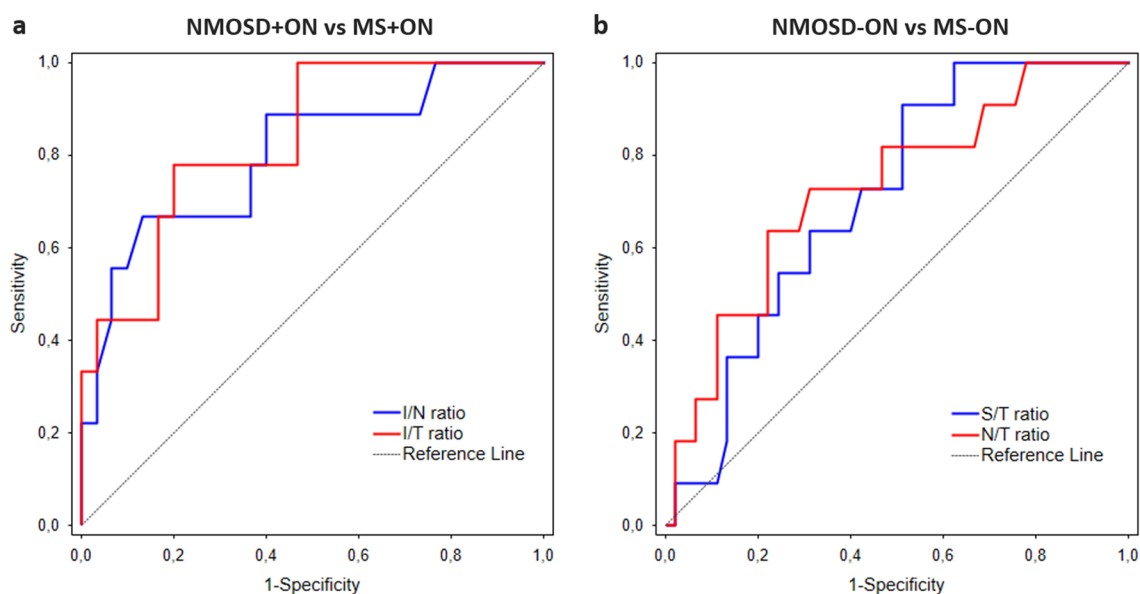 a
NMOSD+ON vs MS+ON
1,0
0,8
0,6
0,4
0,2
0,0
Sensitivity
I/N ratio
I/T ratio
Reference Line
0,0 0,2 0,4 0,6 0,8 1,0
1-Specificity
b
NMOSD-ON vs MS-ON
1,0
0,8
0,6
0,4
0,2
0,0
Sensitivity
S/T ratio
N/T ratio
Reference Line
0,0 0,2 0,4 0,6 0,8 1,0
1-Specificity